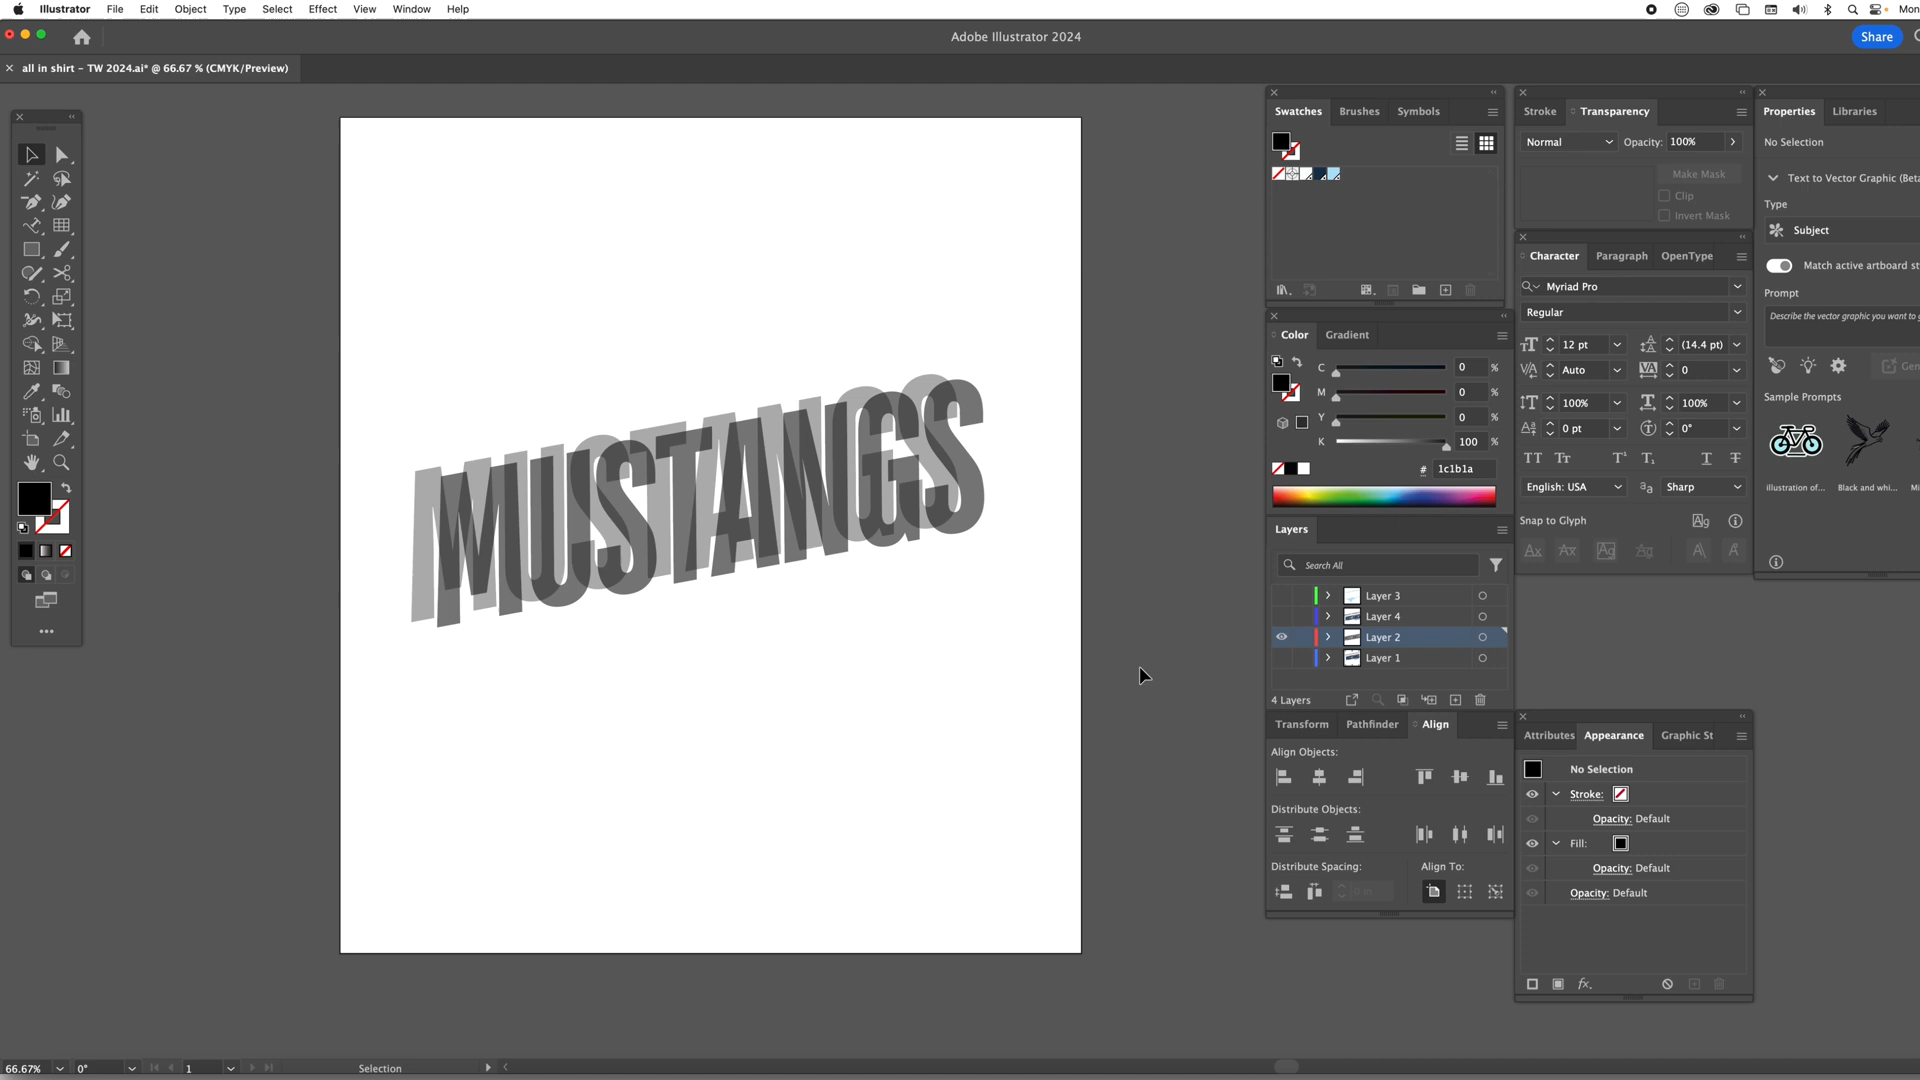 Illustrator File Edit Object Type Select Effect View Window Help Mon
Adobe Illustrator 2024
Share
all in shirt – TW 2024.ai* @ 66.67 % (CMYK/Preview)
Swatches Brushes Symbols
Stroke Transparency
Normal Opacity: 100%
Make Mask
Clip
Invert Mask
Character Paragraph OpenType
Myriad Pro
Regular
12 pt (14.4 pt)
Auto 0
100% 100%
0 pt 0°
English: USA Sharp
Snap to Glyph
Properties Libraries
No Selection
Text to Vector Graphic (Beta
Type
Subject
Match active artboard st
Prompt
Describe the vector graphic you want to g
Gen
Sample Prompts
illustration of... Black and whi... Mi
Color Gradient
C 0 %
M 0 %
Y 0 %
K 100 %
# 1c1b1a
Layers
Search All
Layer 3
Layer 4
Layer 2
Layer 1
4 Layers
Transform Pathfinder Align
Align Objects:
Distribute Objects:
Distribute Spacing: Align To:
0 in
Attributes Appearance Graphic St
No Selection
Stroke:
Opacity: Default
Fill:
Opacity: Default
Opacity: Default
MUSTANGS
MUSTANGS
66.67% 0° 1 Selection